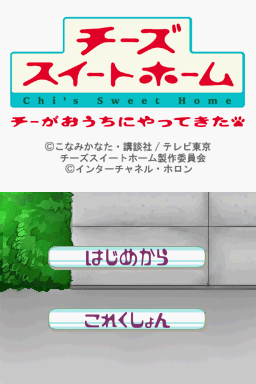 チーズ
スイートホーム
Chi's Sweet Home
チーがおうちにやってきた
©こなみかなた・講談社/テレビ東京
チーズスイートホーム製作委員会
©インターチャネル・ホロン
はじめから
これくしょん